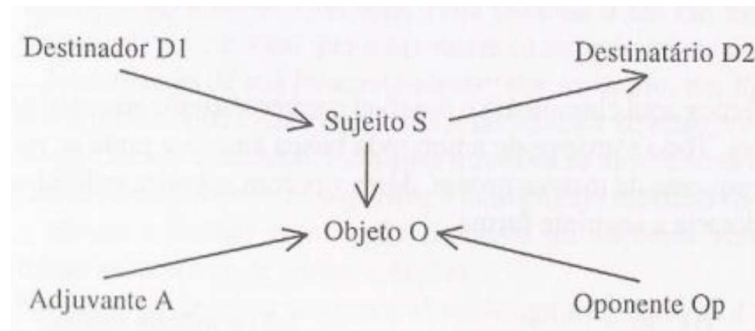 Destinador D1
Destinatário D2
Sujeito S
Objeto O
Adjuvante A
Oponente Op